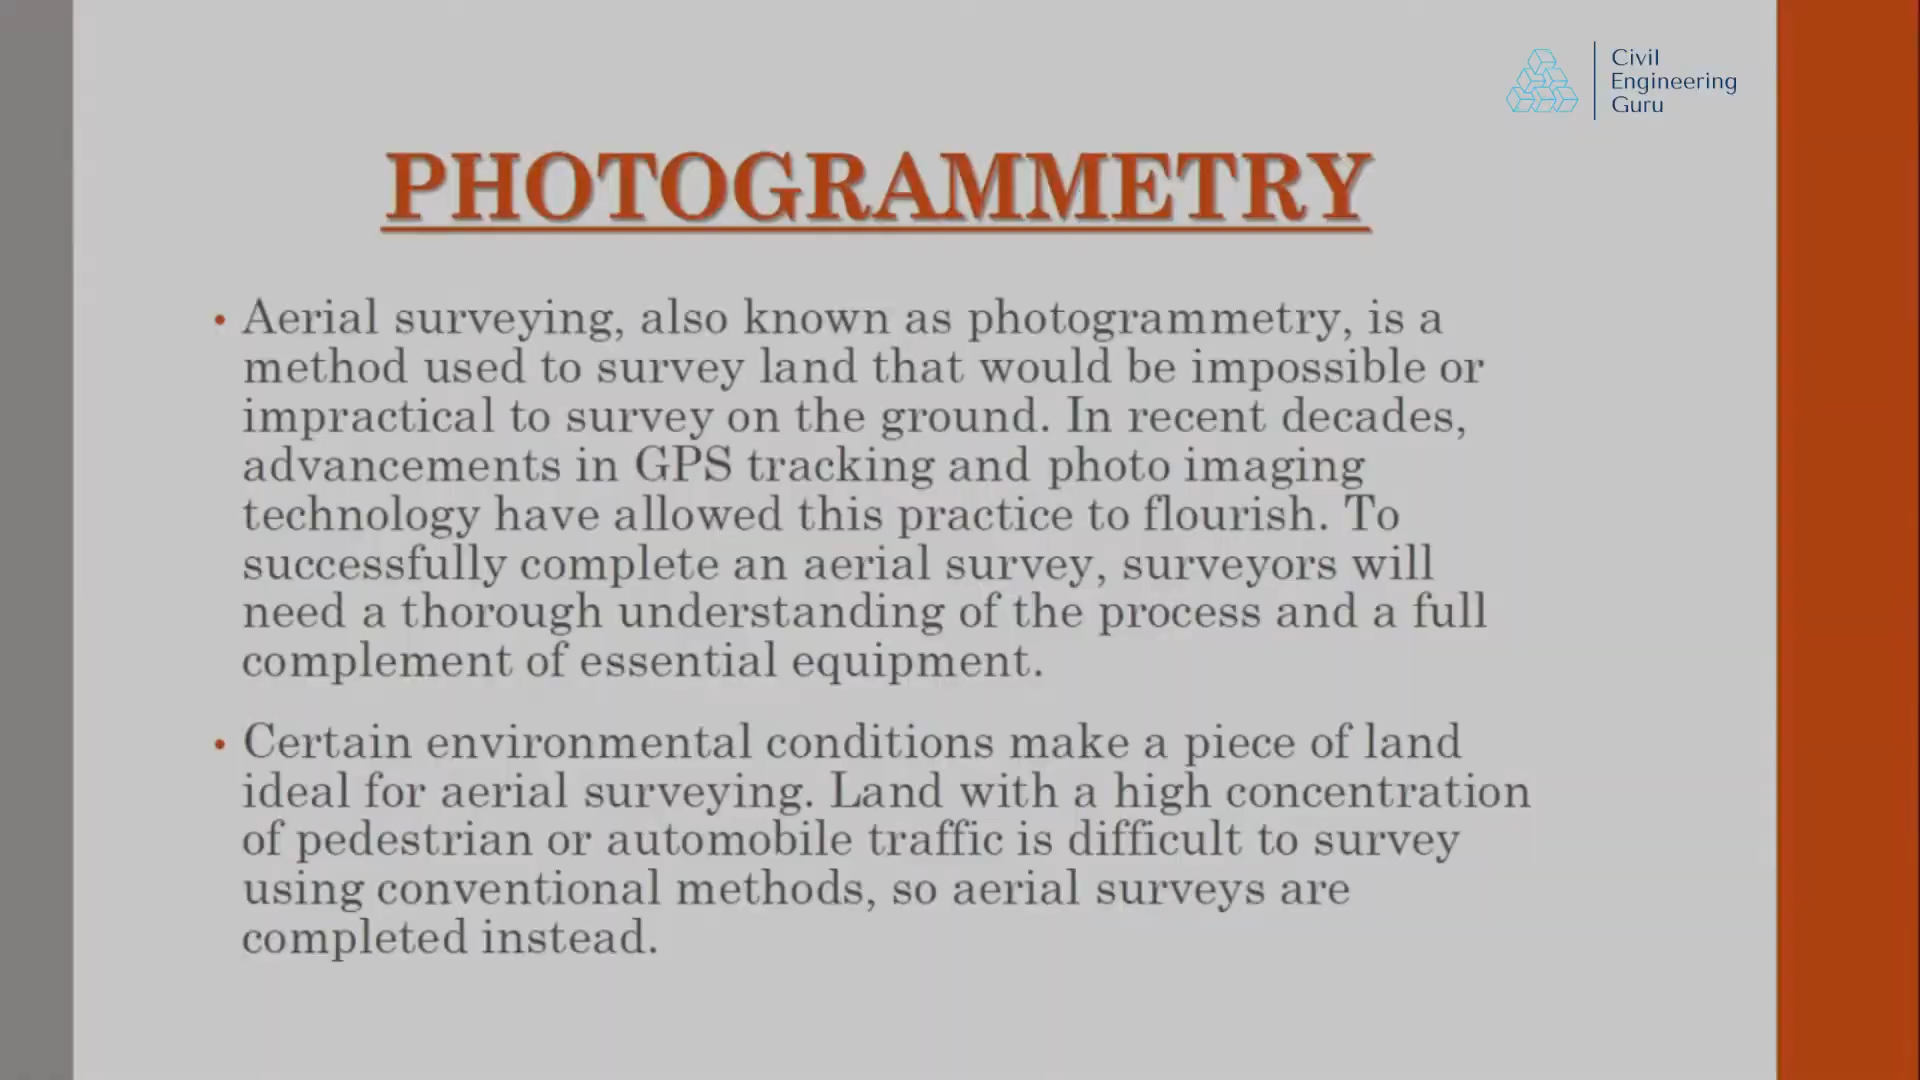 Civil
Engineering
Guru
PHOTOGRAMMETRY
• Aerial surveying, also known as photogrammetry, is a
method used to survey land that would be impossible or
impractical to survey on the ground. In recent decades,
advancements in GPS tracking and photo imaging
technology have allowed this practice to flourish. To
successfully complete an aerial survey, surveyors will
need a thorough understanding of the process and a full
complement of essential equipment.
• Certain environmental conditions make a piece of land
ideal for aerial surveying. Land with a high concentration
of pedestrian or automobile traffic is difficult to survey
using conventional methods, so aerial surveys are
completed instead.